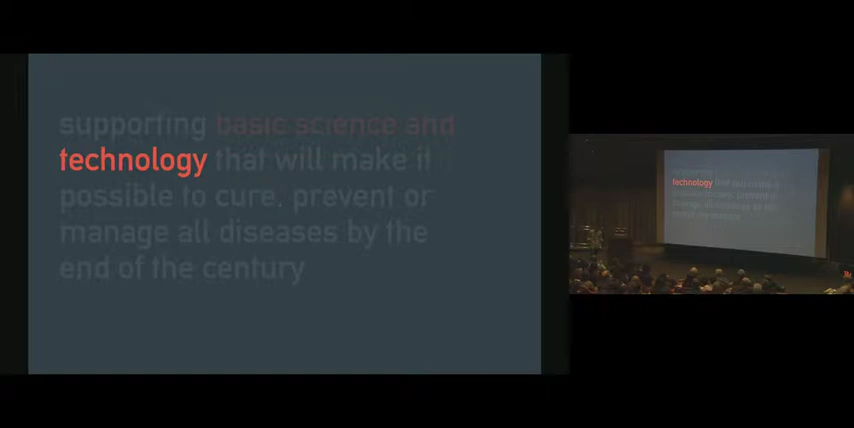 supporting basic science and
technology that will make it
possible to cure, prevent or
manage all diseases by the
end of the century
technology